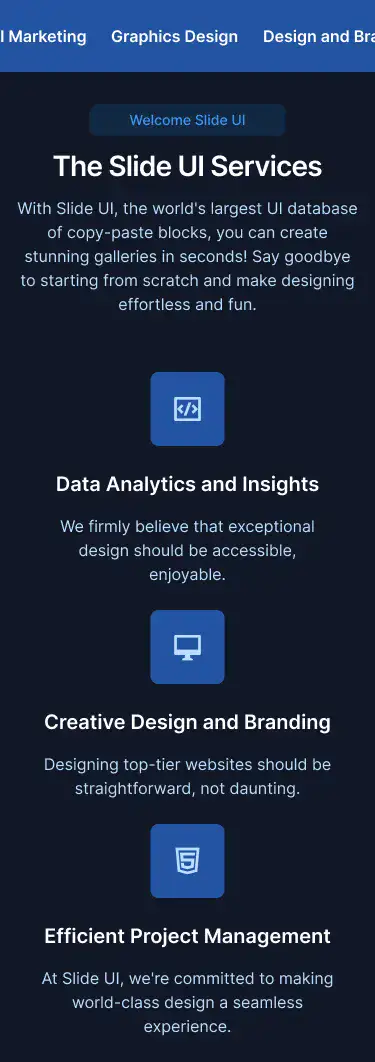 Marketing Graphics Design Design and
Welcome Slide UI
The Slide UI Services
With Slide UI, the world's largest UI database
of copy-paste blocks, you can create
stunning galleries in seconds! Say goodbye
to starting from scratch and make designing
effortless and fun.
Data Analytics and Insights
We firmly believe that exceptional
design should be accessible,
enjoyable.
Creative Design and Branding
Designing top-tier websites should be
straightforward, not daunting.
Efficient Project Management
At Slide UI, we're committed to making
world-class design a seamless
experience.